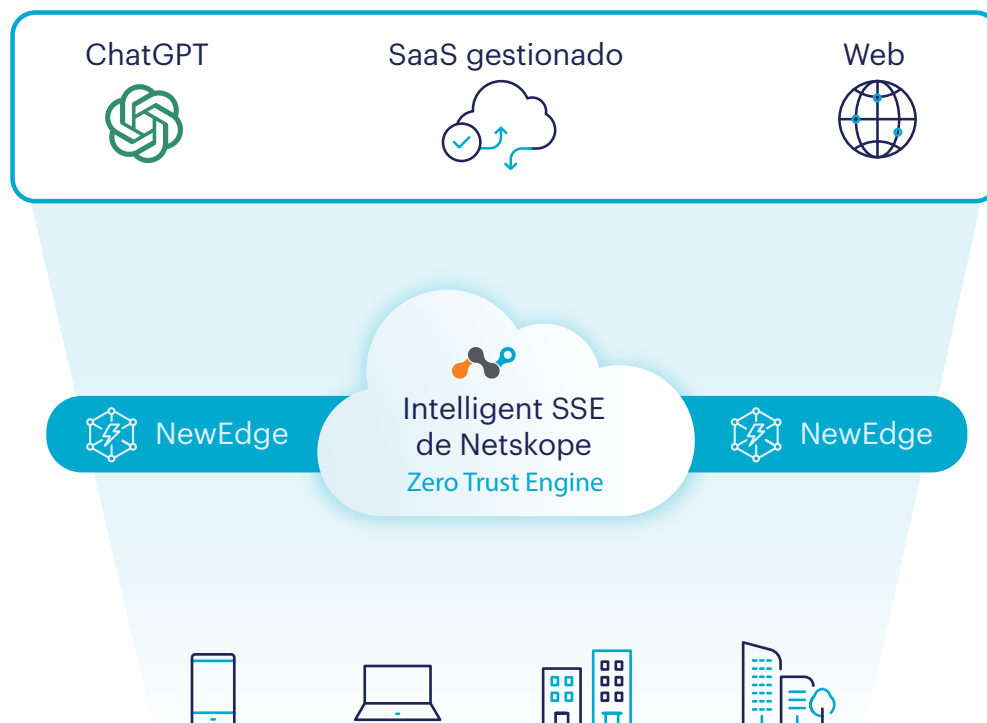 ChatGPT
SaaS gestionado
Web
NewEdge
Intelligent SSE
de Netskope
Zero Trust Engine
NewEdge